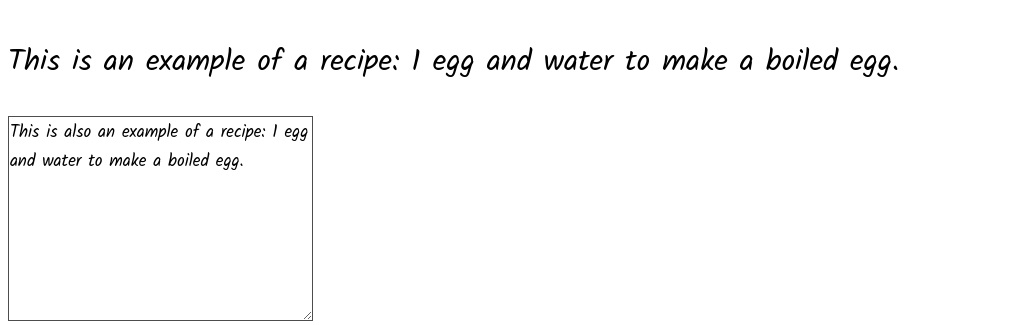 This is an example of a recipe: 1 egg and water to make a boiled egg.
This is also an example of a recipe: 1 egg
and water to make a boiled egg.